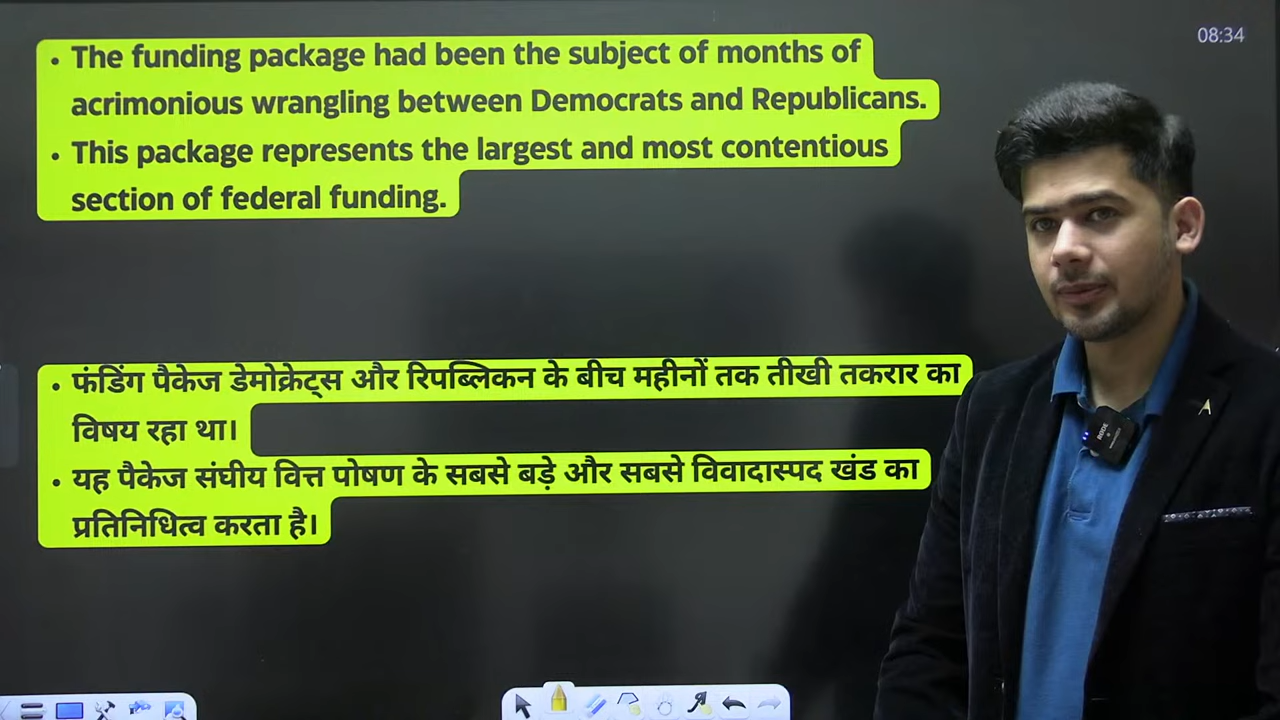 08:34
• The funding package had been the subject of months of
acrimonious wrangling between Democrats and Republicans.
• This package represents the largest and most contentious
section of federal funding.
• फंडिंग पैकेज डेमोक्रेट्स और रिपब्लिकन के बीच महीनों तक तीखी तकरार का
विषय रहा था।
• यह पैकेज संघीय वित्त पोषण के सबसे बड़े और सबसे विवादास्पद खंड का
प्रतिनिधित्व करता है।
RODE